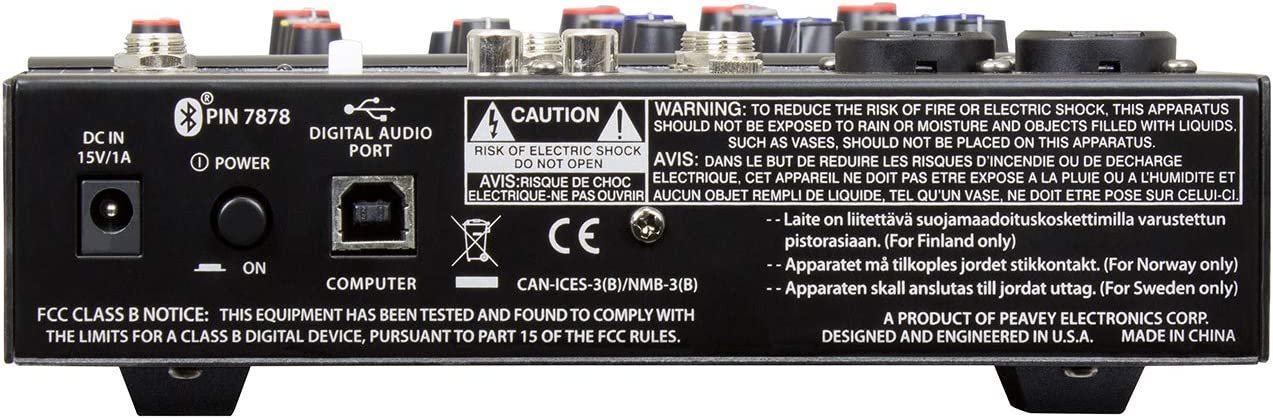 ® PIN 7878
DC IN
15V/1A
POWER
ON
DIGITAL AUDIO
PORT
COMPUTER
CAUTION
RISK OF ELECTRIC SHOCK
DO NOT OPEN
AVIS: RISQUE DE CHOC
ELECTRIQUE-NE PAS OUVRIR
WARNING: TO REDUCE THE RISK OF FIRE OR ELECTRIC SHOCK, THIS APPARATUS
SHOULD NOT BE EXPOSED TO RAIN OR MOISTURE AND OBJECTS FILLED WITH LIQUIDS,
SUCH AS VASES, SHOULD NOT BE PLACED ON THIS APPARATUS.
AVIS: DANS LE BUT DE REDUIRE LES RISQUES D'INCENDIE OU DE DECHARGE
ELECTRIQUE, CET APPAREIL NE DOIT PAS ETRE EXPOSE A LA PLUIE OU A L'HUMIDITE ET
AUCUN OBJET REMPLI DE LIQUIDE, TEL QU'UN VASE, NE DOIT ETRE POSE SUR CELUI-CI.
CE
CAN-ICES-3(B)/NMB-3(B)
- - Laite on liitettävä suojamaadoituskoskettimilla varustettun
pistorasiaan. (For Finland only)
- - Apparatet må tilkoples jordet stikkontakt. (For Norway only)
- - Apparaten skall anslutas till jordat uttag. (For Sweden only)
FCC CLASS B NOTICE: THIS EQUIPMENT HAS BEEN TESTED AND FOUND TO COMPLY WITH
THE LIMITS FOR A CLASS B DIGITAL DEVICE, PURSUANT TO PART 15 OF THE FCC RULES.
A PRODUCT OF PEAVEY ELECTRONICS CORP.
DESIGNED AND ENGINEERED IN U.S.A. MADE IN CHINA